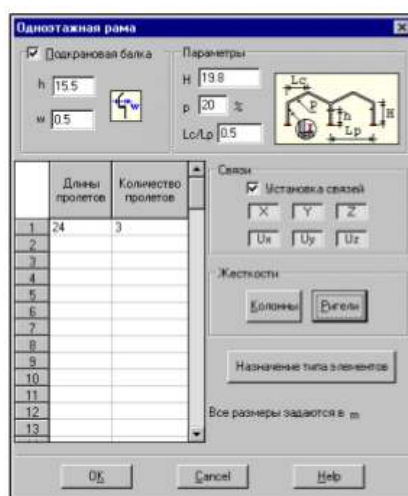 Одноэтажная рама
Подкрановая балка
h 15.5
w 0.5
w
Параметры
H 19.8
p 20 %
Lc/Lp 0.5
Lc
p
h
H
Lp
Длины пролетов
Количество пролетов
1 24 3
2
3
4
5
6
7
8
9
10
11
12
13
Связи
Установка связей
X Y Z
Ux Uy Uz
Жесткости
Колонны Ригели
Назначение типа элементов
Все размеры задаются в m
OK Cancel Help